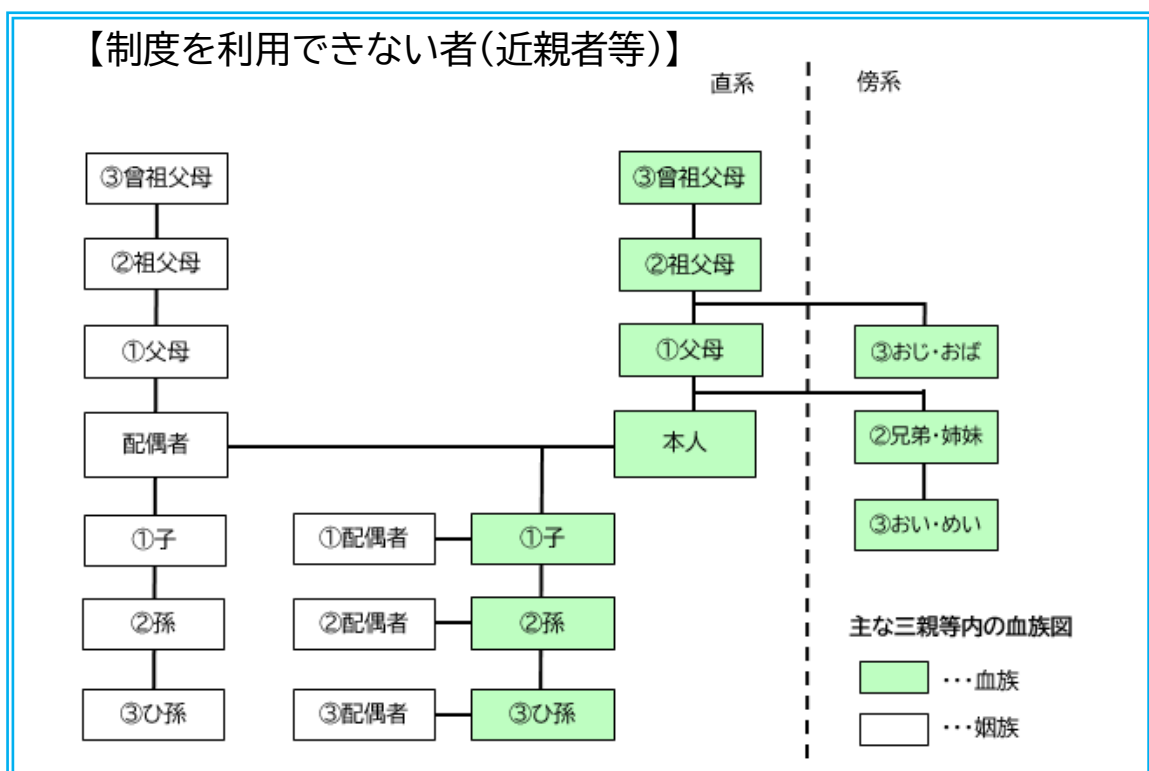 【制度を利用できない者(近親者等)】
直系
傍系
③曾祖父母
③曾祖父母
②祖父母
②祖父母
①父母
①父母
③おじ・おば
配偶者
本人
②兄弟・姉妹
①子
①配偶者
①子
③おい・めい
②孫
②配偶者
②孫
主な三親等内の血族図
・・・血族
③ひ孫
③配偶者
③ひ孫
・・・姻族